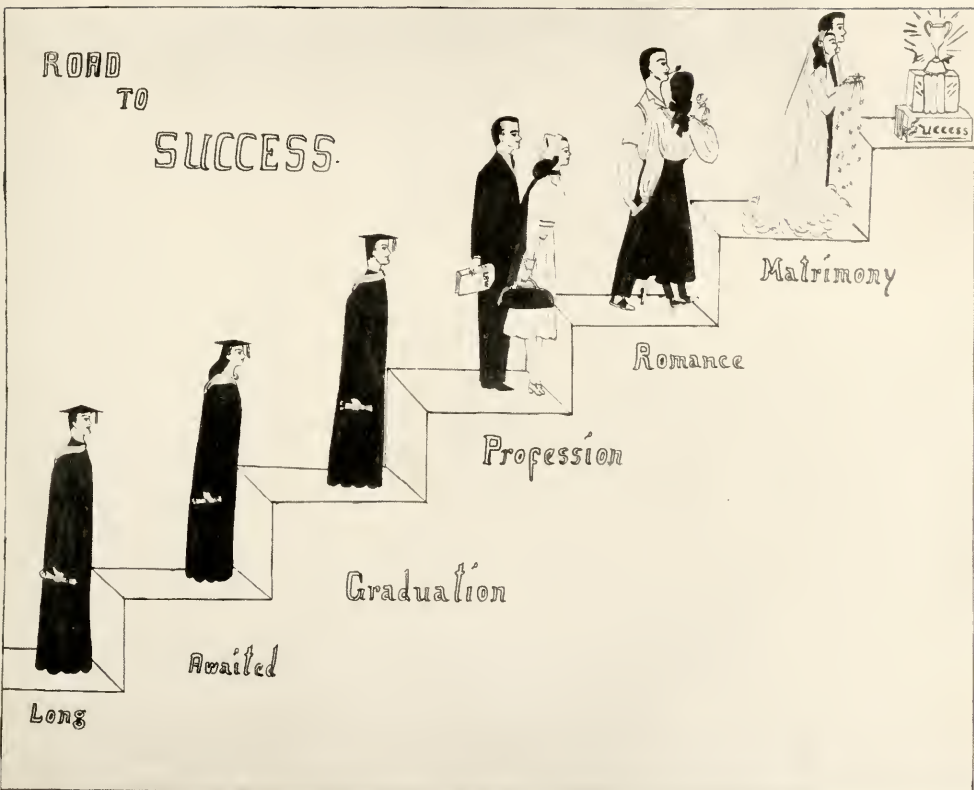 ROAD
TO
SUCCESS.
Success
Matrimony
Romance
Profession
Graduation
Awaited
Long